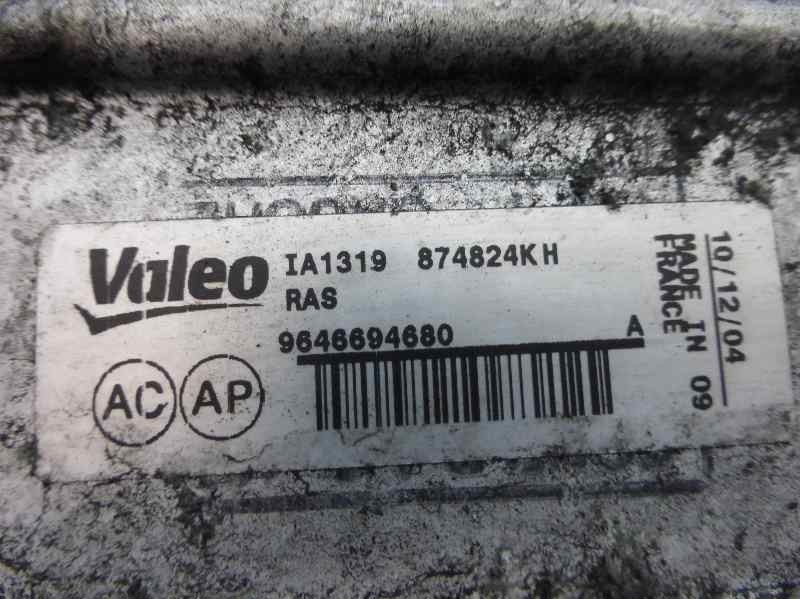 Valeo
IA1319 874824KH
RAS
9646694680 A
AC AP
MADE IN 09
FRANCE
10/12/04